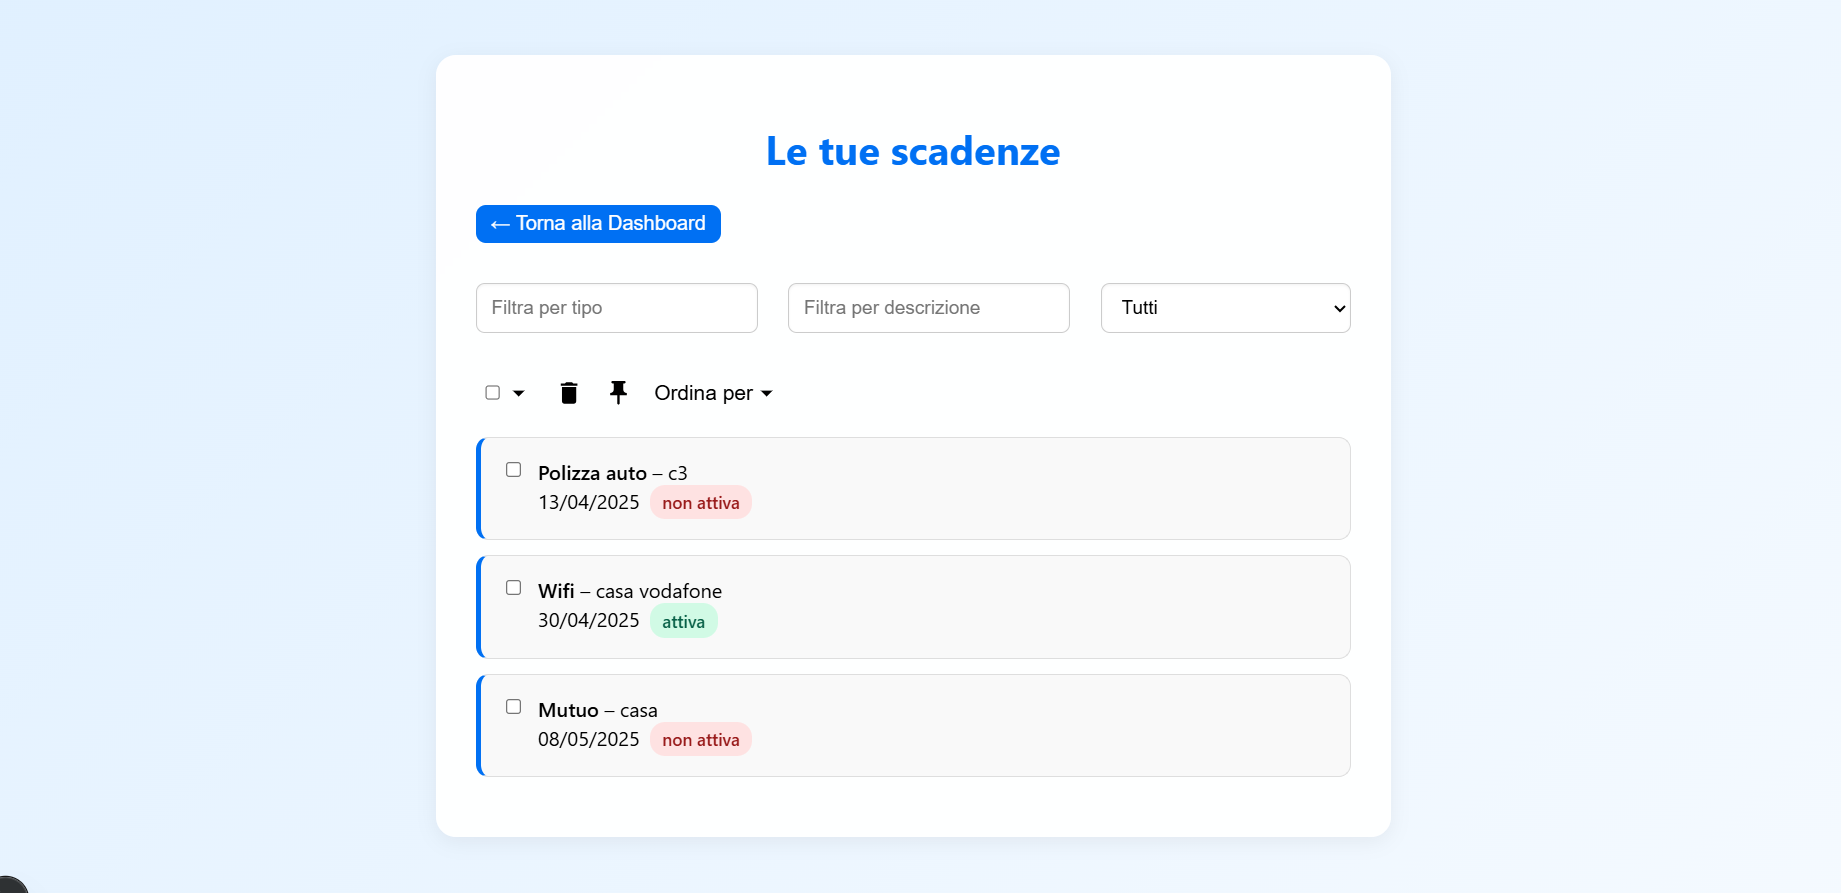 Le tue scadenze
← Torna alla Dashboard
Filtra per tipo Filtra per descrizione Tutti
Ordina per
Polizza auto – c3
13/04/2025 non attiva
Wifi – casa vodafone
30/04/2025 attiva
Mutuo – casa
08/05/2025 non attiva